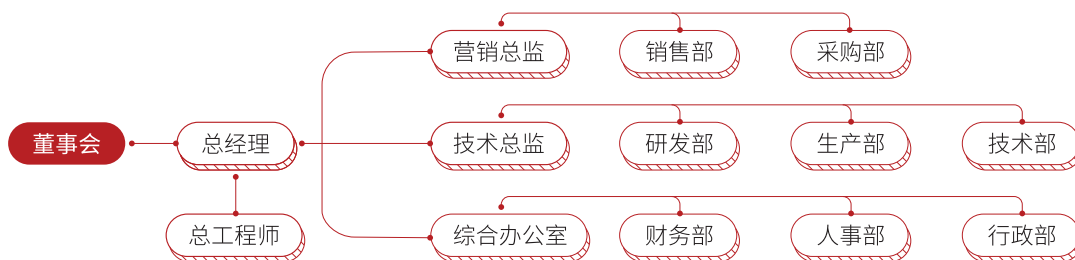 营销总监
销售部
采购部
董事会
总经理
技术总监
研发部
生产部
技术部
总工程师
综合办公室
财务部
人事部
行政部